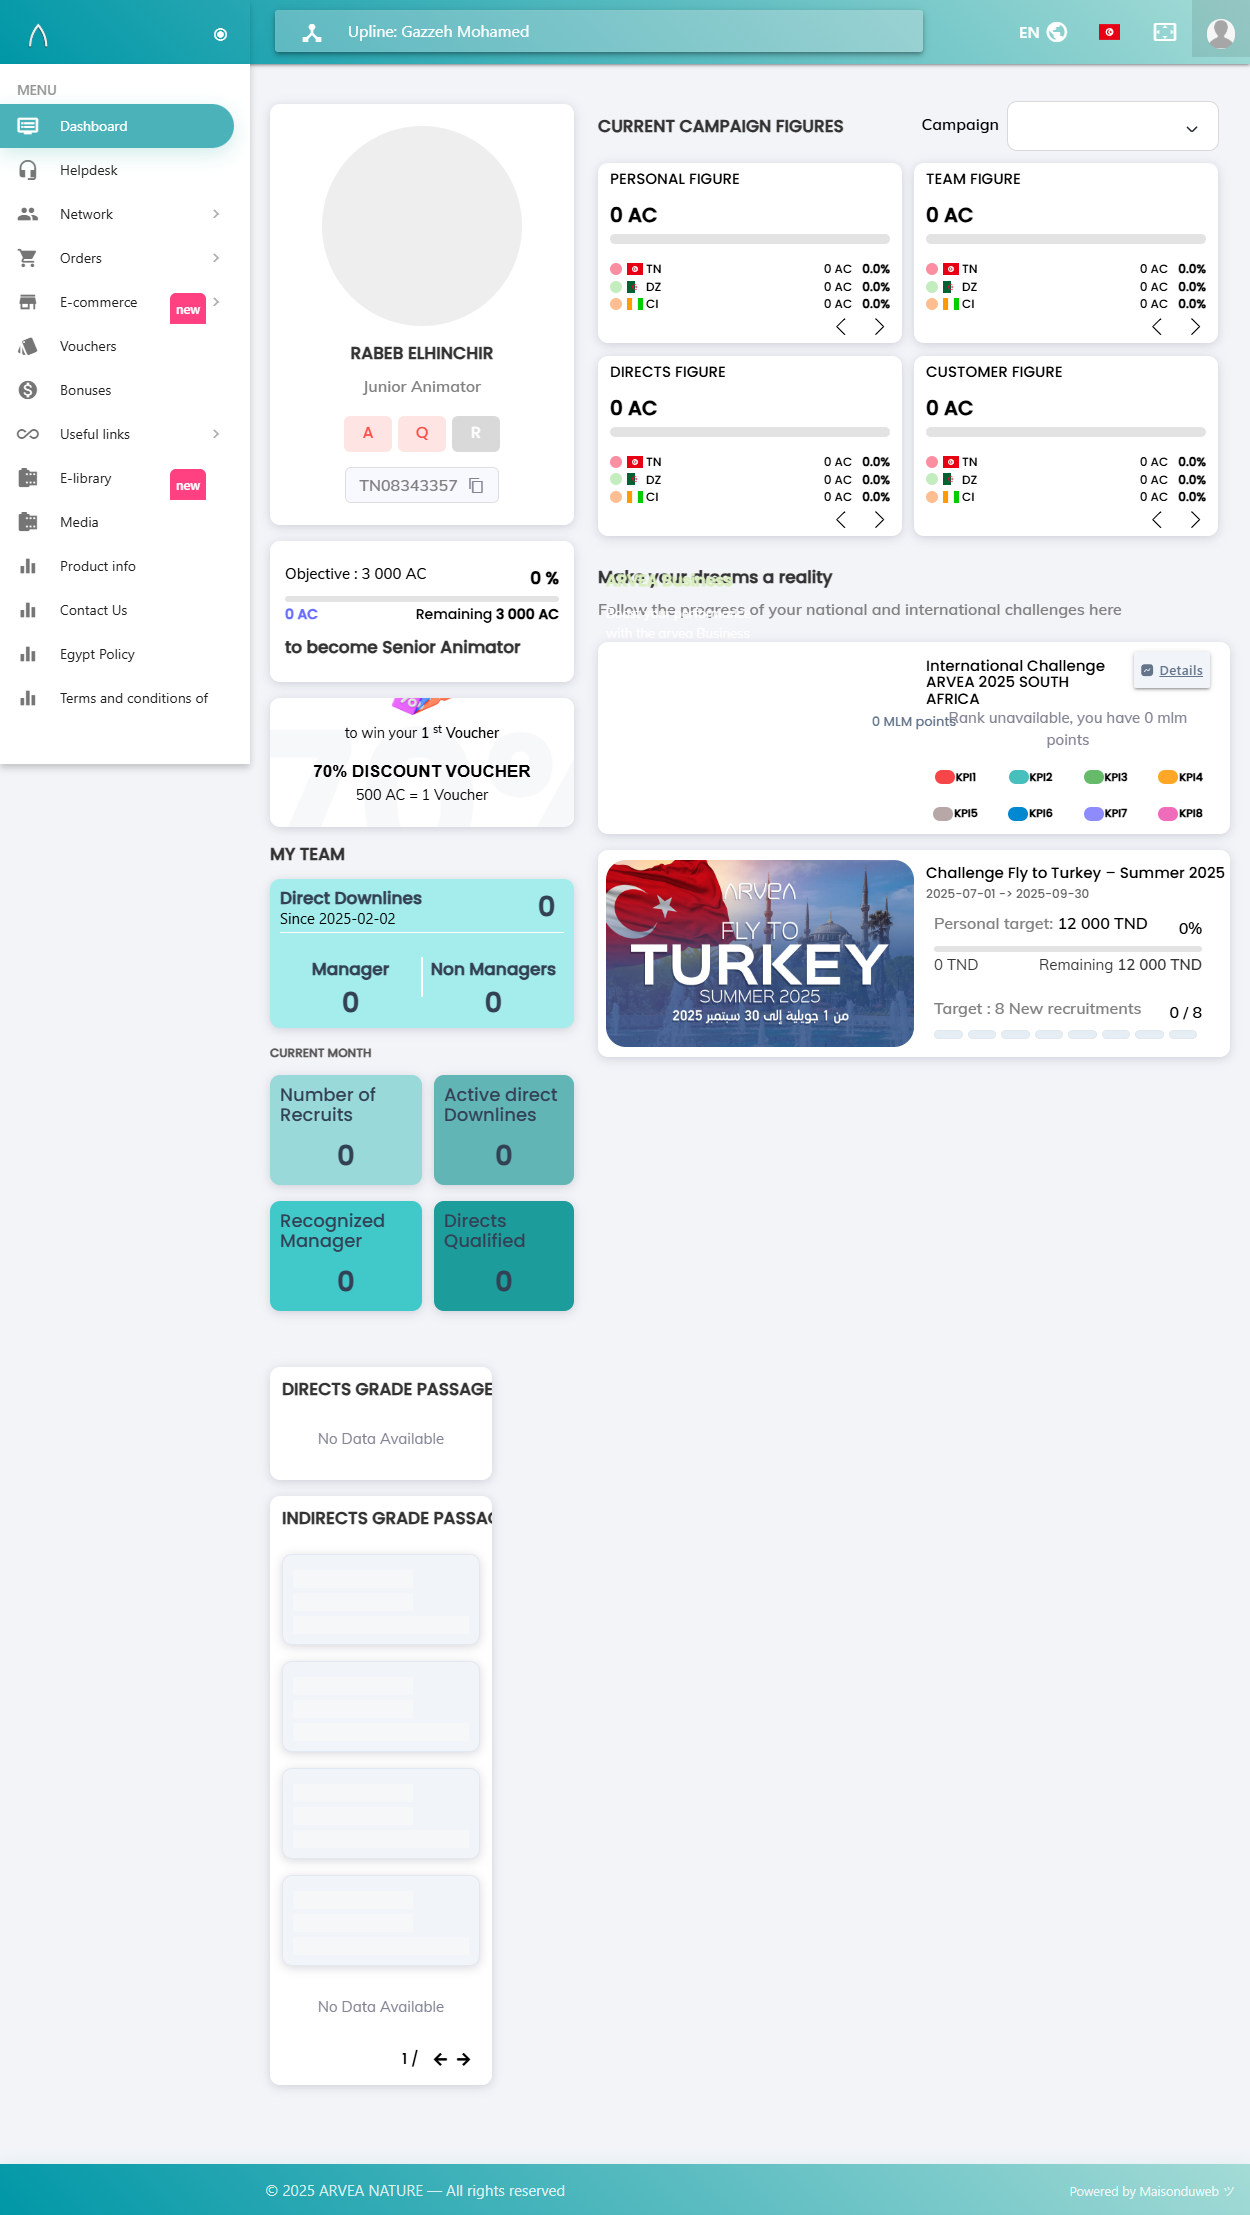 Upline: Gazzeh Mohamed
EN
MENU
Dashboard
Helpdesk
Network
Orders
E-commerce
new
Vouchers
Bonuses
Useful links
E-library
new
Media
Product info
Contact Us
Egypt Policy
Terms and conditions of
RABEB ELHINCHIR
Junior Animator
A Q R
TN08343357
Objective : 3 000 AC
0 %
0 AC
Remaining 3 000 AC
to become Senior Animator
to win your 1 st Voucher
70% DISCOUNT VOUCHER
500 AC = 1 Voucher
MY TEAM
Direct Downlines
Since 2025-02-02
0
Manager
0
Non Managers
0
CURRENT MONTH
Number of
Recruits
0
Active direct
Downlines
0
Recognized
Manager
0
Directs
Qualified
0
DIRECTS GRADE PASSAGE
No Data Available
INDIRECTS GRADE PASSAG
No Data Available
1 /
CURRENT CAMPAIGN FIGURES
Campaign
PERSONAL FIGURE
0 AC
TN 0 AC 0.0%
DZ 0 AC 0.0%
CI 0 AC 0.0%
TEAM FIGURE
0 AC
TN 0 AC 0.0%
DZ 0 AC 0.0%
CI 0 AC 0.0%
DIRECTS FIGURE
0 AC
TN 0 AC 0.0%
DZ 0 AC 0.0%
CI 0 AC 0.0%
CUSTOMER FIGURE
0 AC
TN 0 AC 0.0%
DZ 0 AC 0.0%
CI 0 AC 0.0%
Make your dreams a reality
ARVEA Business
Follow the progress of your national and international challenges here
with the arvea Business
International Challenge
ARVEA 2025 SOUTH
AFRICA
Details
0 MLM points
Rank unavailable, you have 0 mlm
points
KPI1 KPI2 KPI3 KPI4
KPI5 KPI6 KPI7 KPI8
ARVEA
FLY TO
TURKEY
SUMMER 2025
من 1 جويلية إلى 30 سبتمبر 2025
Challenge Fly to Turkey – Summer 2025
2025-07-01 -> 2025-09-30
Personal target: 12 000 TND
0%
0 TND
Remaining 12 000 TND
Target : 8 New recruitments
0 / 8
© 2025 ARVEA NATURE — All rights reserved
Powered by Maisonduweb ツ